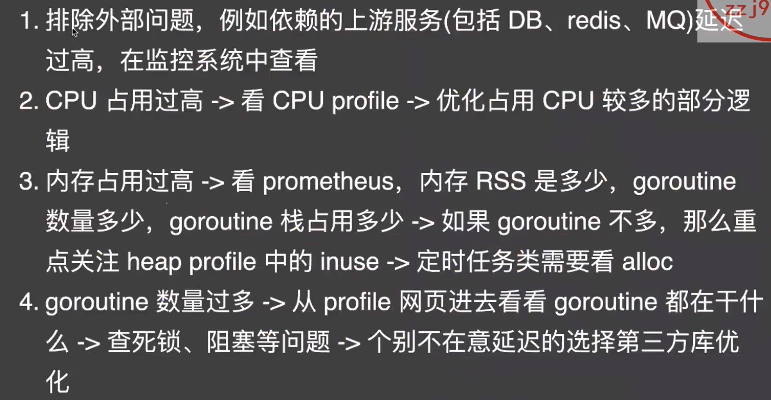 zzj9
1. 排除外部问题，例如依赖的上游服务(包括 DB、redis、MQ)延迟
过高，在监控系统中查看
2. CPU 占用过高 -> 看 CPU profile -> 优化占用 CPU 较多的部分逻
辑
3. 内存占用过高 -> 看 prometheus，内存 RSS 是多少，goroutine
数量多少，goroutine 栈占用多少 -> 如果 goroutine 不多，那么重
点关注 heap profile 中的 inuse -> 定时任务类需要看 alloc
4. goroutine 数量过多 -> 从 profile 网页进去看看 goroutine 都在干什
么 -> 查死锁、阻塞等问题 -> 个别不在意延迟的选择第三方库优
化